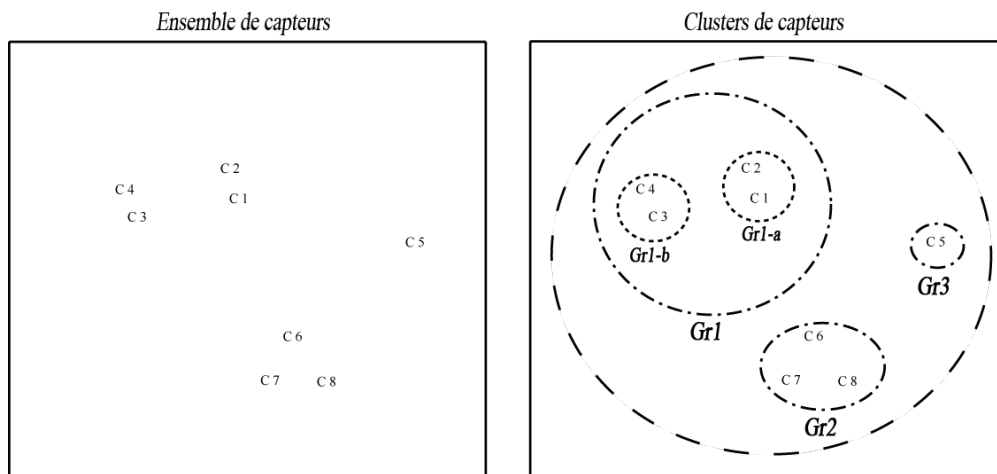 Ensemble de capteurs
C 2
C 4
C 1
C 3
C 5
C 6
C 7
C 8
Clusters de capteurs
C 2
C 4
C 1
C 3
Gr1-a
C 5
Gr1-b
Gr3
Gr1
C 6
C 7
C 8
Gr2